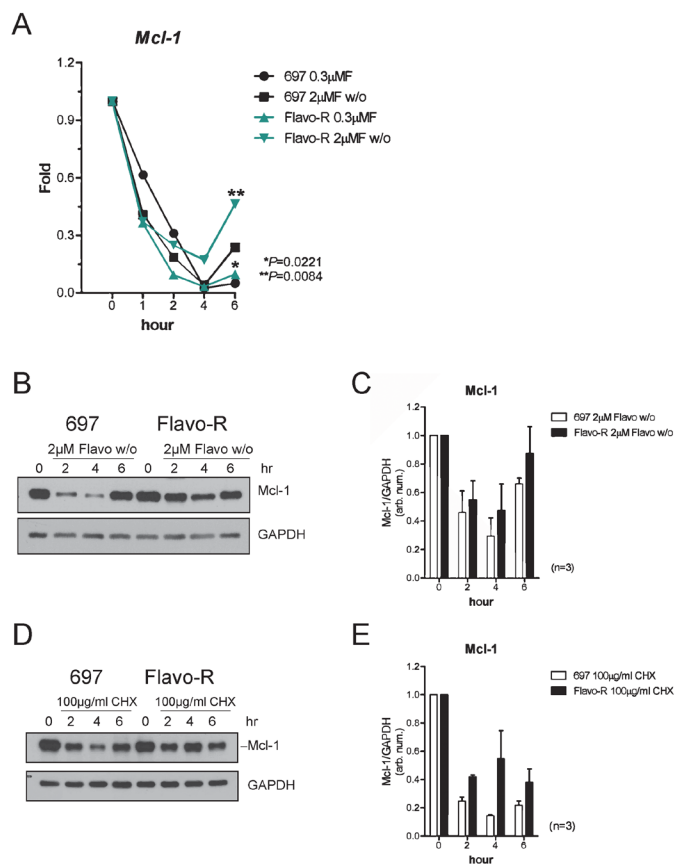 A
Mcl-1
Fold
1.2
0.9
0.6
0.3
0.0
0 1 2 4 6
hour
697 0.3µMF
697 2µMF w/o
Flavo-R 0.3µMF
Flavo-R 2µMF w/o
**
*
*P=0.0221
**P=0.0084
B
697 Flavo-R
2µM Flavo w/o 2µM Flavo w/o
0 2 4 6 0 2 4 6 hr
Mcl-1
GAPDH
C
Mcl-1
Mcl-1/GAPDH
(arb. num.)
1.2
1.0
0.8
0.6
0.4
0.2
0.0
0 2 4 6
hour
697 2µM Flavo w/o
Flavo-R 2µM Flavo w/o
(n=3)
D
697 Flavo-R
100µg/ml CHX 100µg/ml CHX
0 2 4 6 0 2 4 6 hr
–Mcl-1
GAPDH
E
Mcl-1
Mcl-1/GAPDH
(arb. num.)
1.2
1.0
0.8
0.6
0.4
0.2
0.0
0 2 4 6
hour
697 100µg/ml CHX
Flavo-R 100µg/ml CHX
(n=3)